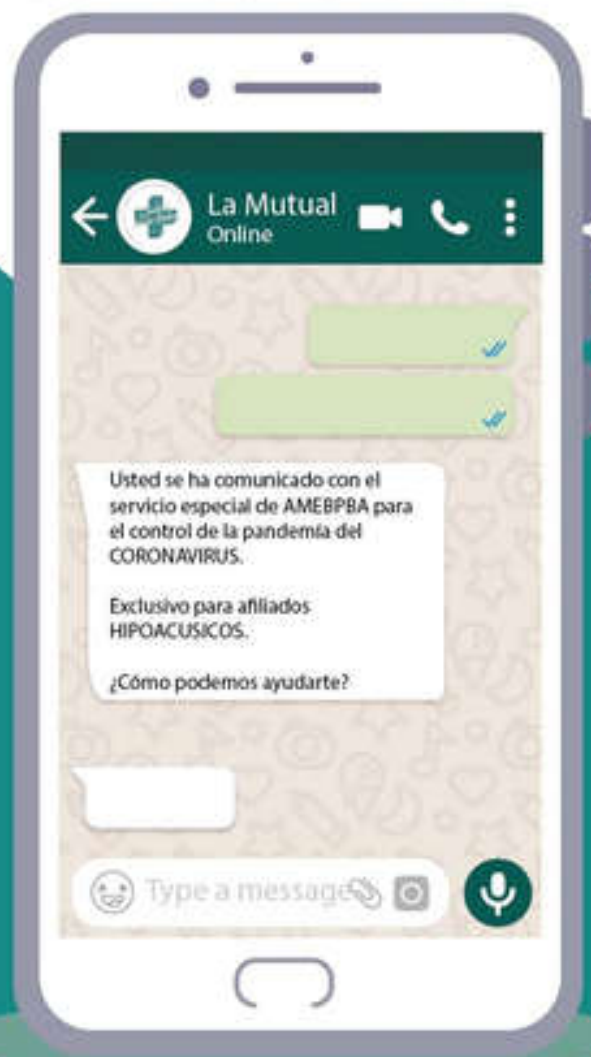 La Mutual
Online
Usted se ha comunicado con el
servicio especial de AMEBPBA para
el control de la pandemia del
CORONAVIRUS.
Exclusivo para afiliados
HIPOACUSICOS.
¿Cómo podemos ayudarte?
Type a message